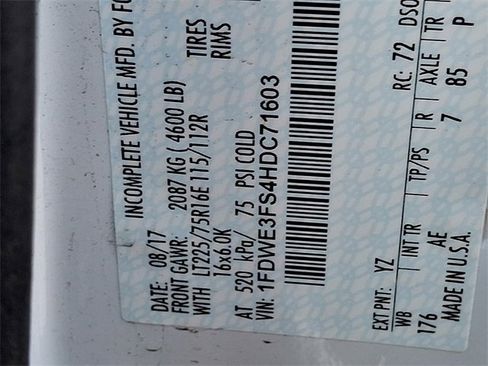 INCOMPLETE VEHICLE MFD. BY FO
DATE: 08/17
FRONT GAWR: 2087 KG ( 4600 LB)
WITH LT225/75R16E 115/112R TIRES
16x6.0K RIMS
AT 520 kPa/ 75 PSI COLD
VIN: 1FDWE3FS4HDC71603
EXT PNT: YZ RC: 72 DSO
WB INT TR TP/PS R AXLE TR
176 AE 7 85 P
MADE IN U.S.A.